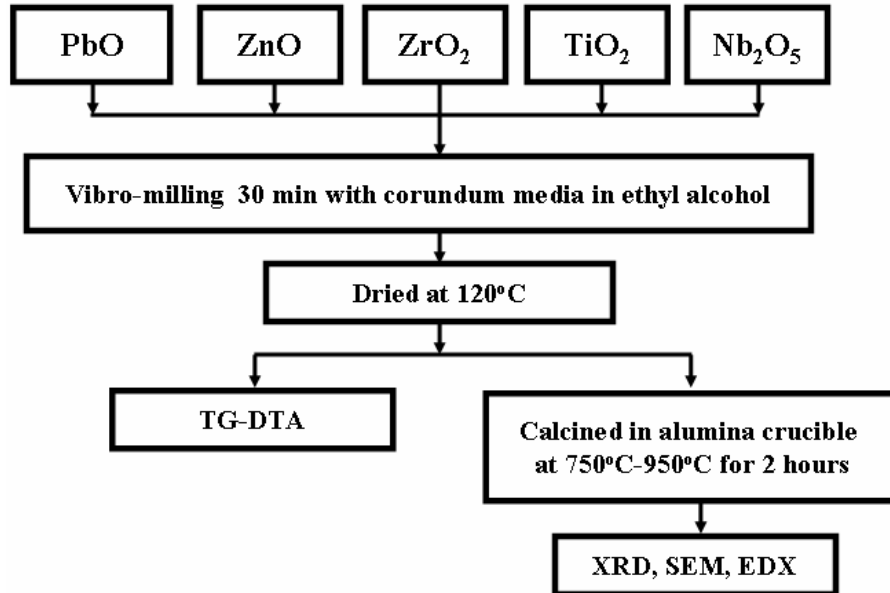 PbO
ZnO
ZrO₂
TiO₂
Nb₂O₅
Vibro-milling 30 min with corundum media in ethyl alcohol
Dried at 120°C
TG-DTA
Calcined in alumina crucible
at 750°C-950°C for 2 hours
XRD, SEM, EDX